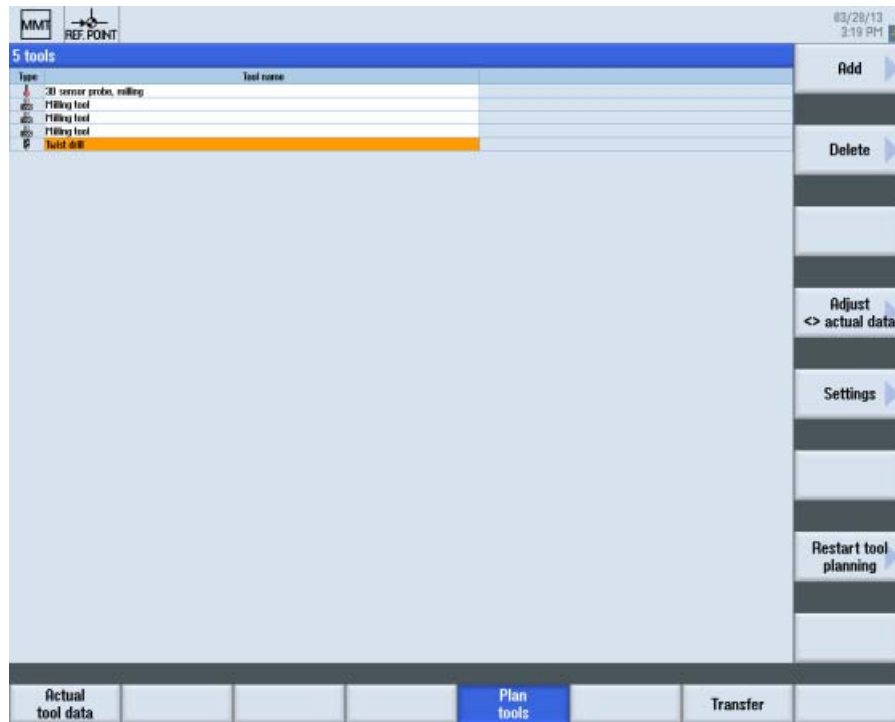 MMT
REF. POINT
03/28/13
3:19 PM
5 tools
Type Tool name
3D sensor probe, milling
Milling tool
Milling tool
Milling tool
Twist drill
Add
Delete
Adjust
<> actual data
Settings
Restart tool
planning
Actual
tool data
Plan
tools
Transfer